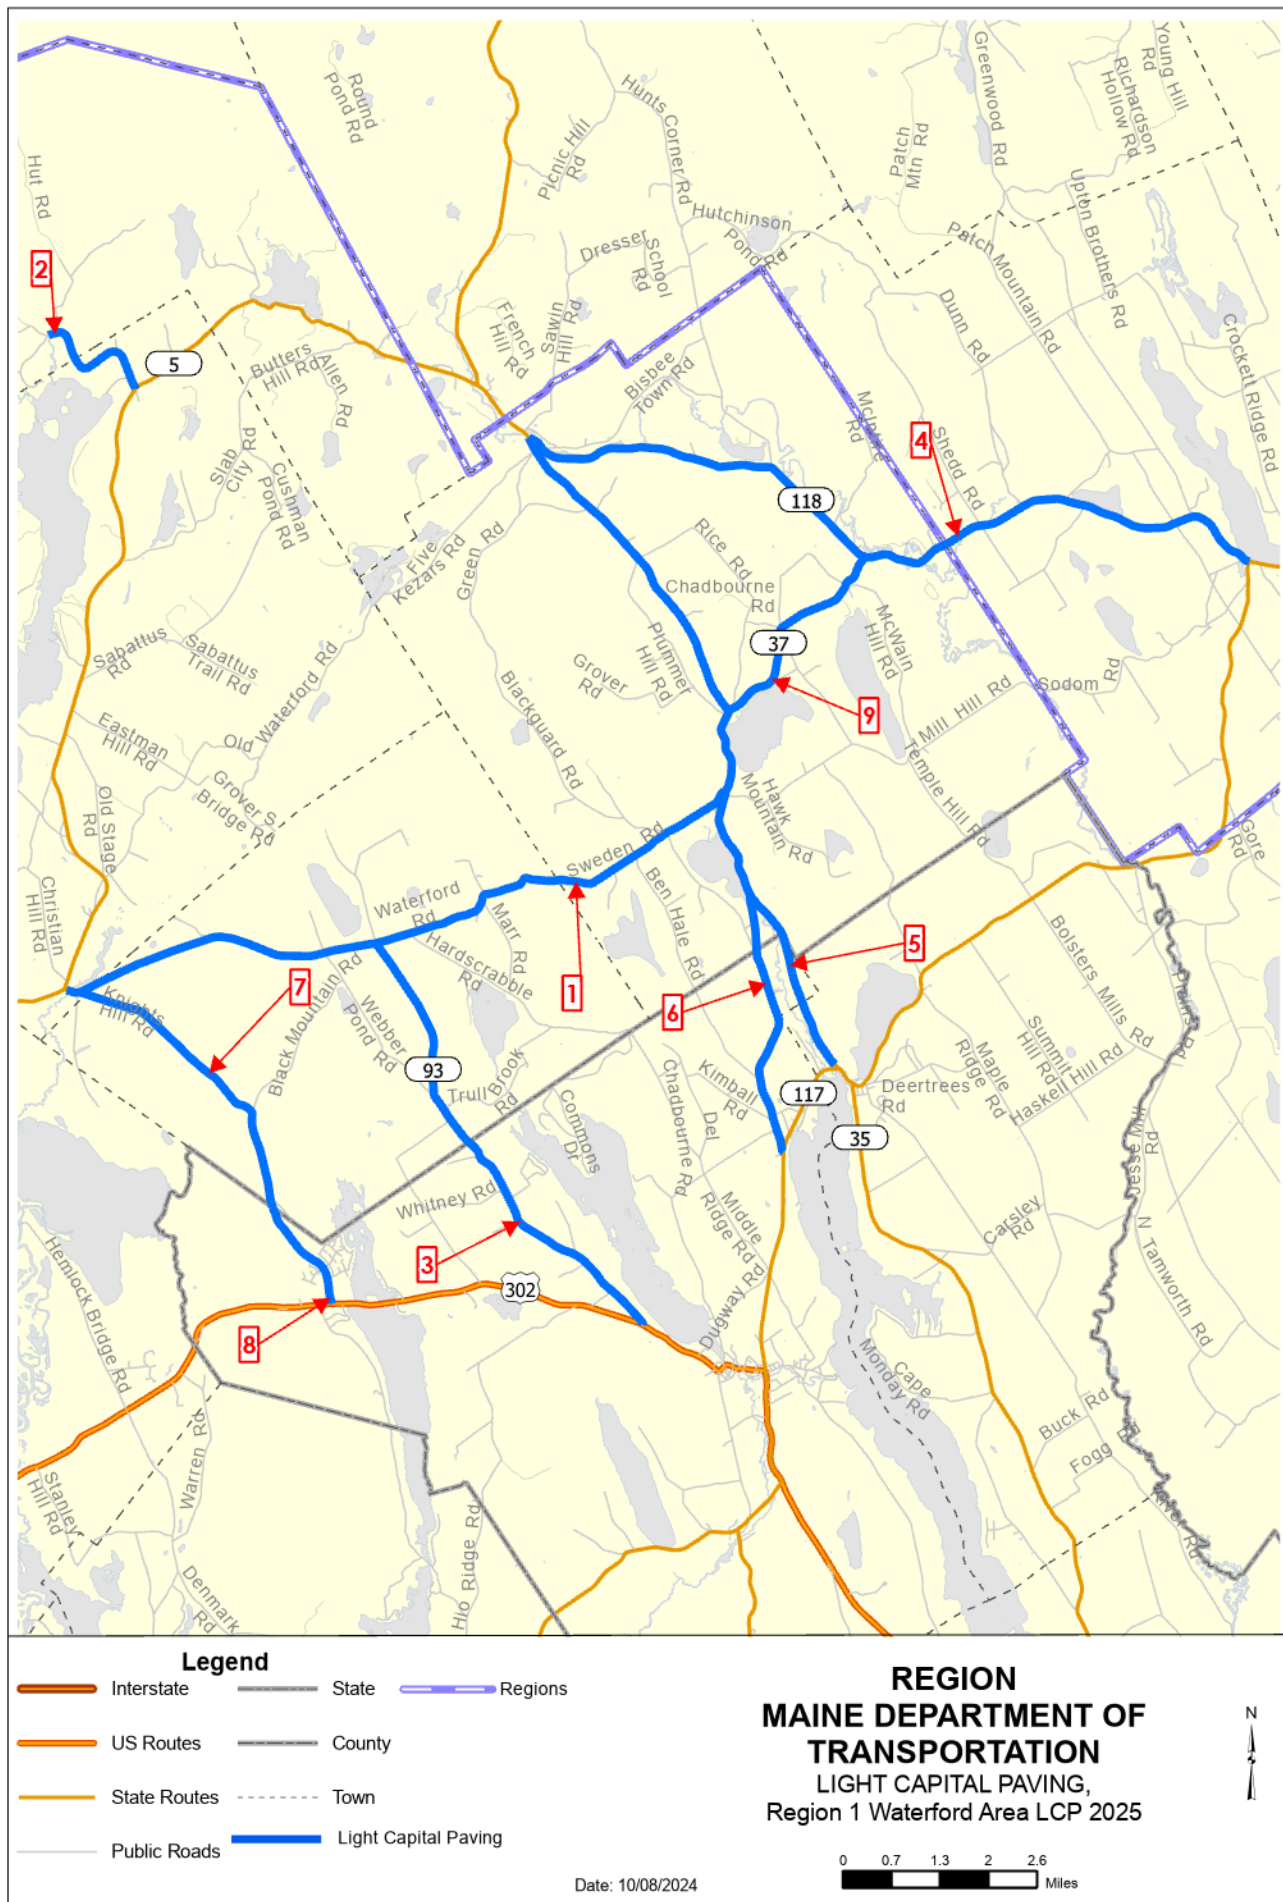 Round
Pond Rd
Hunts
Corner Rd
Greenwood Rd
Young Hill
Rd
Richardson
Hollow Rd
Picnic Hill
Rd
Patch
Mtn Rd
Hut Rd
Upton Brothers Rd
Hutchinson
Pond Rd
Patch Mountain Rd
Dresser
School
Rd
2
Dunn Rd
Crockett Ridge Rd
French
Hill Rd
Sawin
Hill Rd
5
Butters
Hill Rd
Allen Rd
Bisbee
Town Rd
McIntire
Rd
Shedd Rd
4
Slab
City Rd
Cushman
Pond Rd
118
Five
Kezars Rd
Green Rd
Rice Rd
Chadbourne
Rd
McWain
Hill Rd
Sabattus
Rd
Sabattus
Trail Rd
Plummer
Hill Rd
37
Grover
Rd
Sodom Rd
Blackguard Rd
9
Mill Hill Rd
Eastman
Hill Rd
Old Waterford Rd
Temple Hill Rd
Grover S
Bridge Rd
Old Stage
Rd
Hawk
Mountain Rd
Gore Rd
Sweden Rd
Christian
Hill Rd
Waterford
Rd
Ben Hale Rd
Marr Rd
Hardscrabble
Rd
Bolsters Mills Rd
5
1
7
6
Knights
Hill Rd
Black Mountain Rd
Webber
Pond Rd
Plains Rd
Summit
Hill Rd
Haskell Hill Rd
Maple
Ridge Rd
93
Trull Brook
Rd
Kimball
Rd
117
Deertrees
Rd
Commons
Dr
Chadbourne Rd
Del
35
Jesse Mill
Rd
Whitney Rd
Middle
Ridge Rd
Carsley
Rd
N Tamworth Rd
Hemlock Bridge Rd
3
302
Dugway Rd
8
Cape
Monday Rd
Buck Rd
Warren Rd
Fogg Rd
Stanley
Hill Rd
River Rd
Hio Ridge Rd
Denmark
Rd
Legend
Interstate
State
Regions
US Routes
County
State Routes
Town
Public Roads
Light Capital Paving
REGION
MAINE DEPARTMENT OF
TRANSPORTATION
LIGHT CAPITAL PAVING,
Region 1 Waterford Area LCP 2025
N
0 0.7 1.3 2 2.6
Miles
Date: 10/08/2024